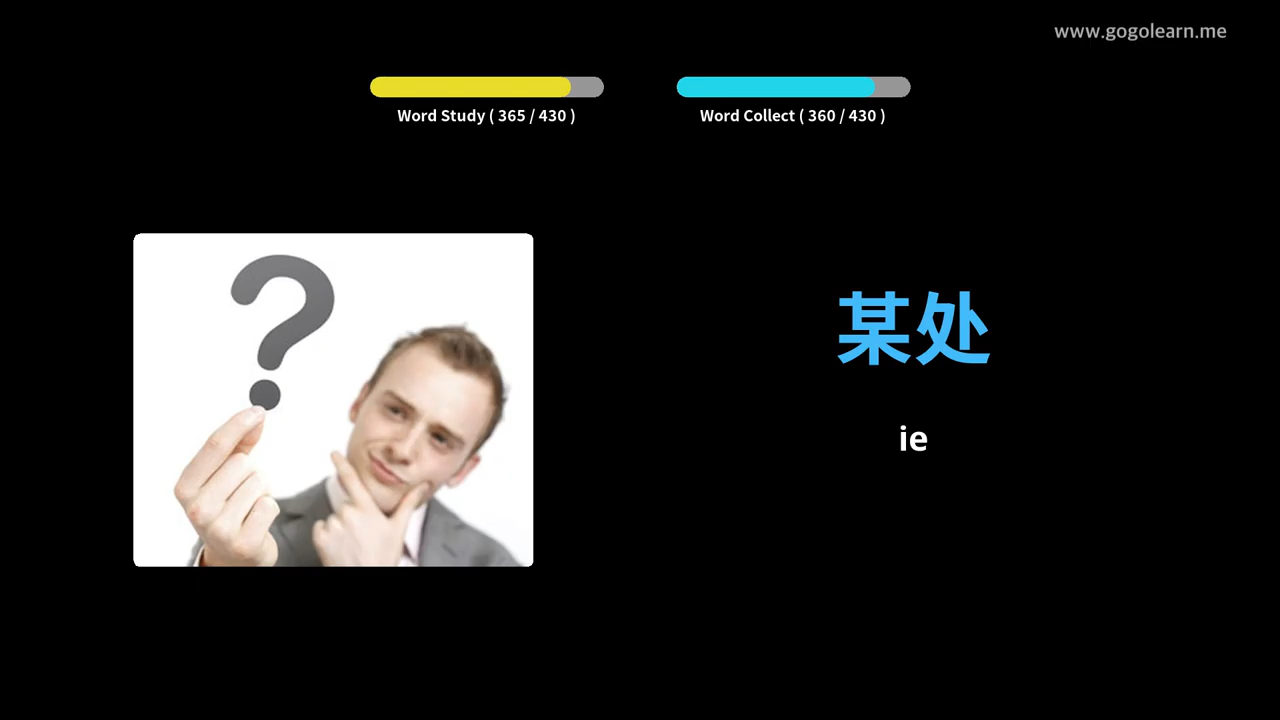 www.gogolearn.me
Word Study ( 365 / 430 )
Word Collect ( 360 / 430 )
?
某处
ie